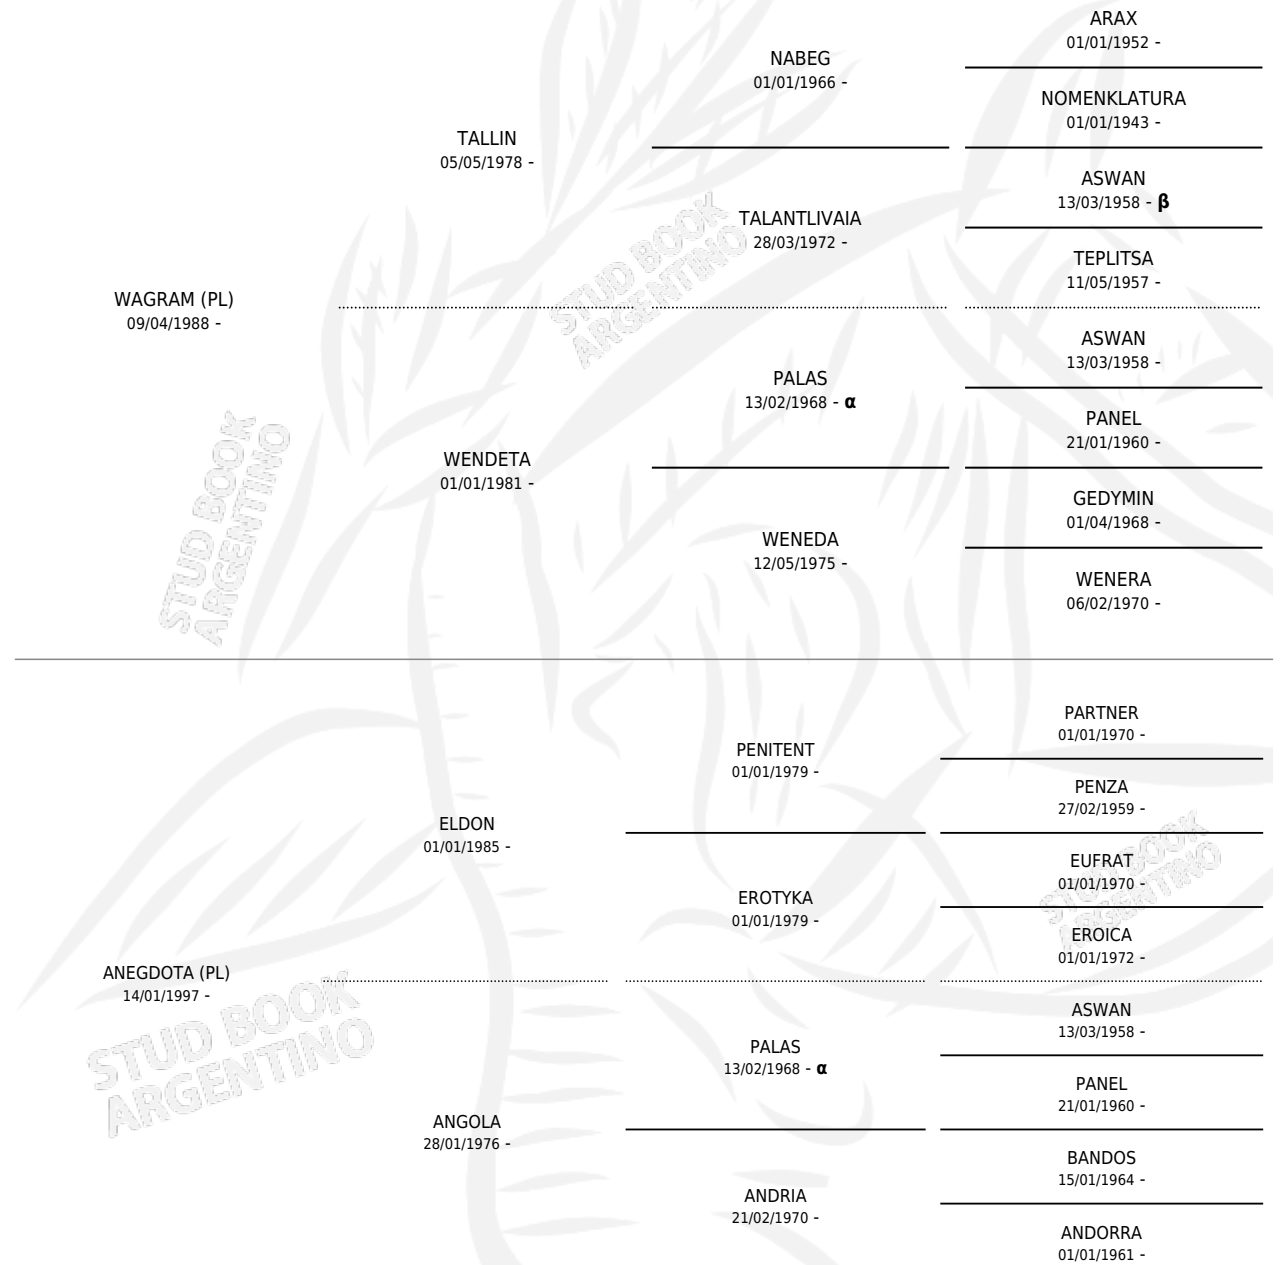 ARAX
01/01/1952 -
NABEG
01/01/1966 -
NOMENKLATURA
01/01/1943 -
TALLIN
05/05/1978 -
ASWAN
13/03/1958 - β
TALANTLIVAIA
28/03/1972 -
TEPLITSA
11/05/1957 -
WAGRAM (PL)
09/04/1988 -
ASWAN
13/03/1958 -
PALAS
13/02/1968 - α
PANEL
21/01/1960 -
WENDETA
01/01/1981 -
GEDYMIN
01/04/1968 -
WENEDA
12/05/1975 -
WENERA
06/02/1970 -
PARTNER
01/01/1970 -
PENITENT
01/01/1979 -
PENZA
27/02/1959 -
ELDON
01/01/1985 -
EUFRAT
01/01/1970 -
EROTYKA
01/01/1979 -
EROICA
01/01/1972 -
ANEGDOTA (PL)
14/01/1997 -
ASWAN
13/03/1958 -
PALAS
13/02/1968 - α
PANEL
21/01/1960 -
ANGOLA
28/01/1976 -
BANDOS
15/01/1964 -
ANDRIA
21/02/1970 -
ANDORRA
01/01/1961 -
STUD BOOK
ARGENTINO
STUD BOOK
ARGENTINO
STUD BOOK
ARGENTINO
STUD BOOK
ARGENTINO